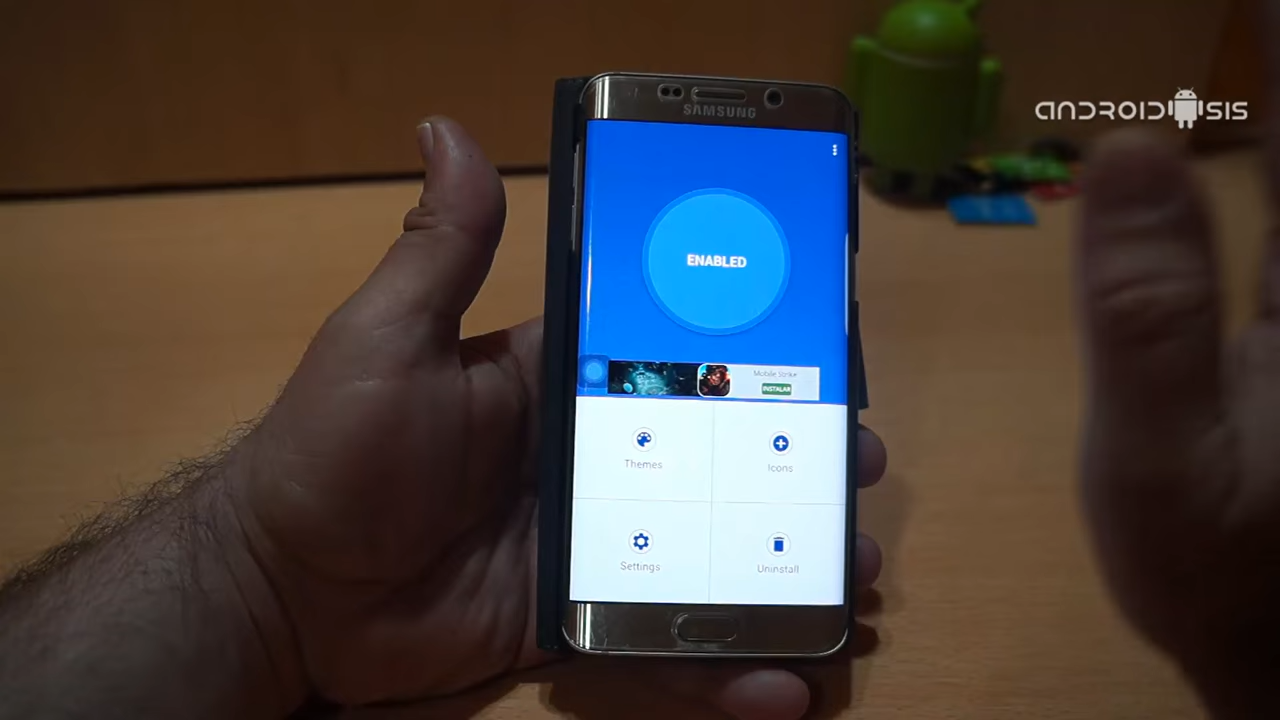 ANDROIDSIS
SAMSUNG
ENABLED
Mobile Strike
INSTALAR
Themes
Icons
Settings
Uninstall